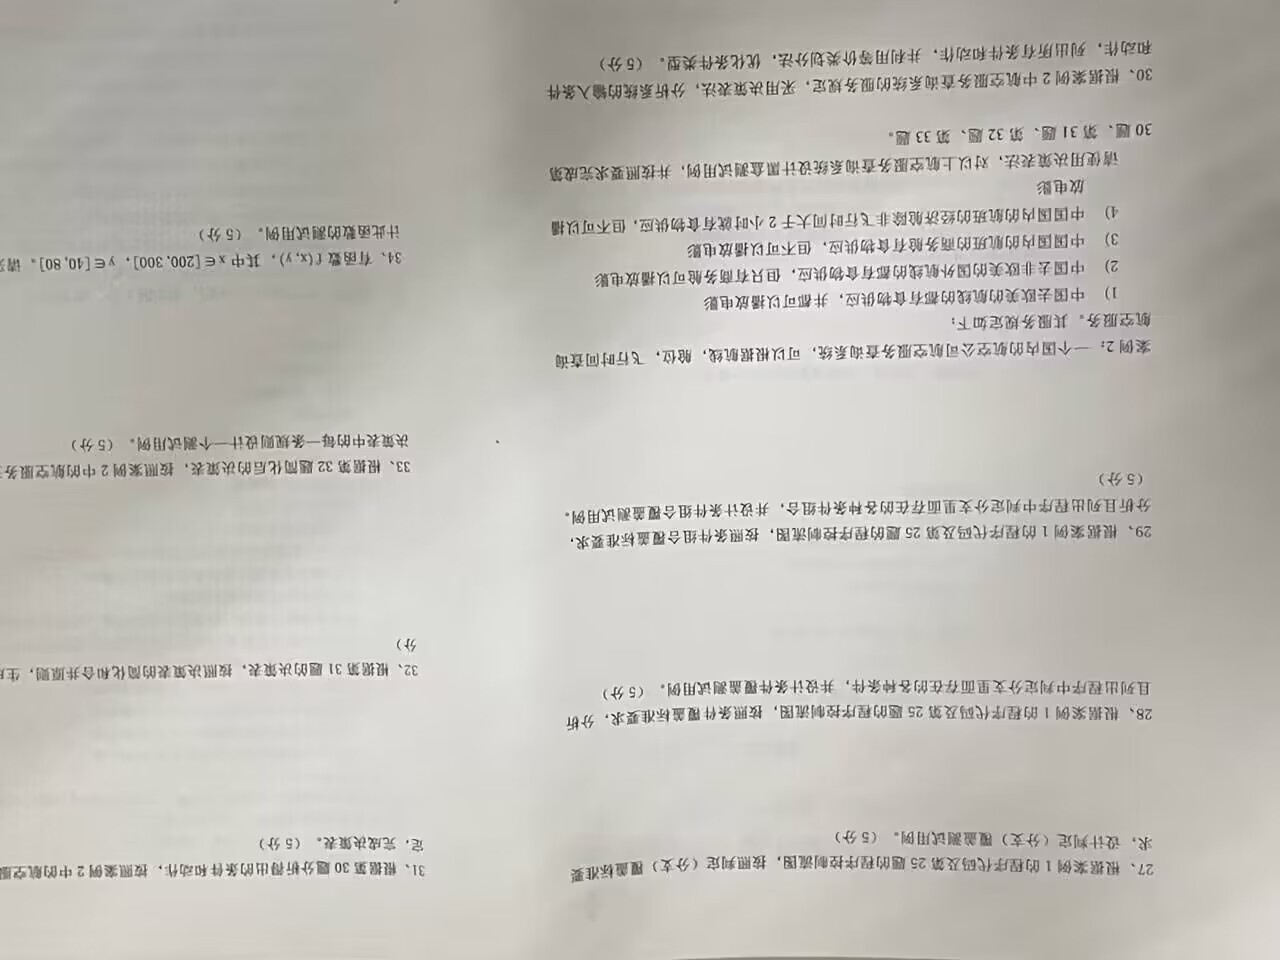 27、根据案例 1 的程序代码及第 25 题的程序控制流图，按照判定（分支）覆盖标准要
求，设计判定（分支）覆盖测试用例。（5 分）
28、根据案例 1 的程序代码及第 25 题的程序控制流图，按照条件覆盖标准要求，分析
且列出程序中判定分支里面存在的各种条件，并设计条件覆盖测试用例。（5 分）
29、根据案例 1 的程序代码及第 25 题的程序控制流图，按照条件组合覆盖标准要求，
分析且列出程序中判定分支里面存在的各种条件组合，并设计条件组合覆盖测试用例。
（5 分）
案例 2：一个国内的航空公司航空服务查询系统，可以根据航线，舱位，飞行时间查询
航空服务。其服务规定如下：
1） 中国去欧美的航线的都有食物供应，并都可以播放电影
2） 中国去非欧美的国外航线的都有食物供应，但只有商务舱可以播放电影
3） 中国国内的航班的商务舱有食物供应，但不可以播放电影
4） 中国国内的航班的经济舱除非飞行时间大于 2 小时就有食物供应，但不可以播
放电影
请使用决策表法，对以上航空服务查询系统设计黑盒测试用例，并按照要求完成第
30 题、第 31 题、第 32 题、第 33 题。
30、根据案例 2 中航空服务查询系统的服务规定，采用决策表法，分析系统的输入条件
和动作，列出所有条件和动作，并利用等价类划分法，优化条件类型。（5 分）
31、根据第 30 题分析得出的条件和动作，按照案例 2 中的航空服
定，完成决策表。（5 分）
32、根据第 31 题的决策表，按照决策表的简化和合并原则，生
分）
33、根据第 32 题简化后的决策表，按照案例 2 中的航空服务
决策表中的每一条规则设计一个测试用例。（5 分）
34、有函数 f(x,y)，其中 x∈[200,300]，y∈[40,80]。请
计此函数的测试用例。（5 分）